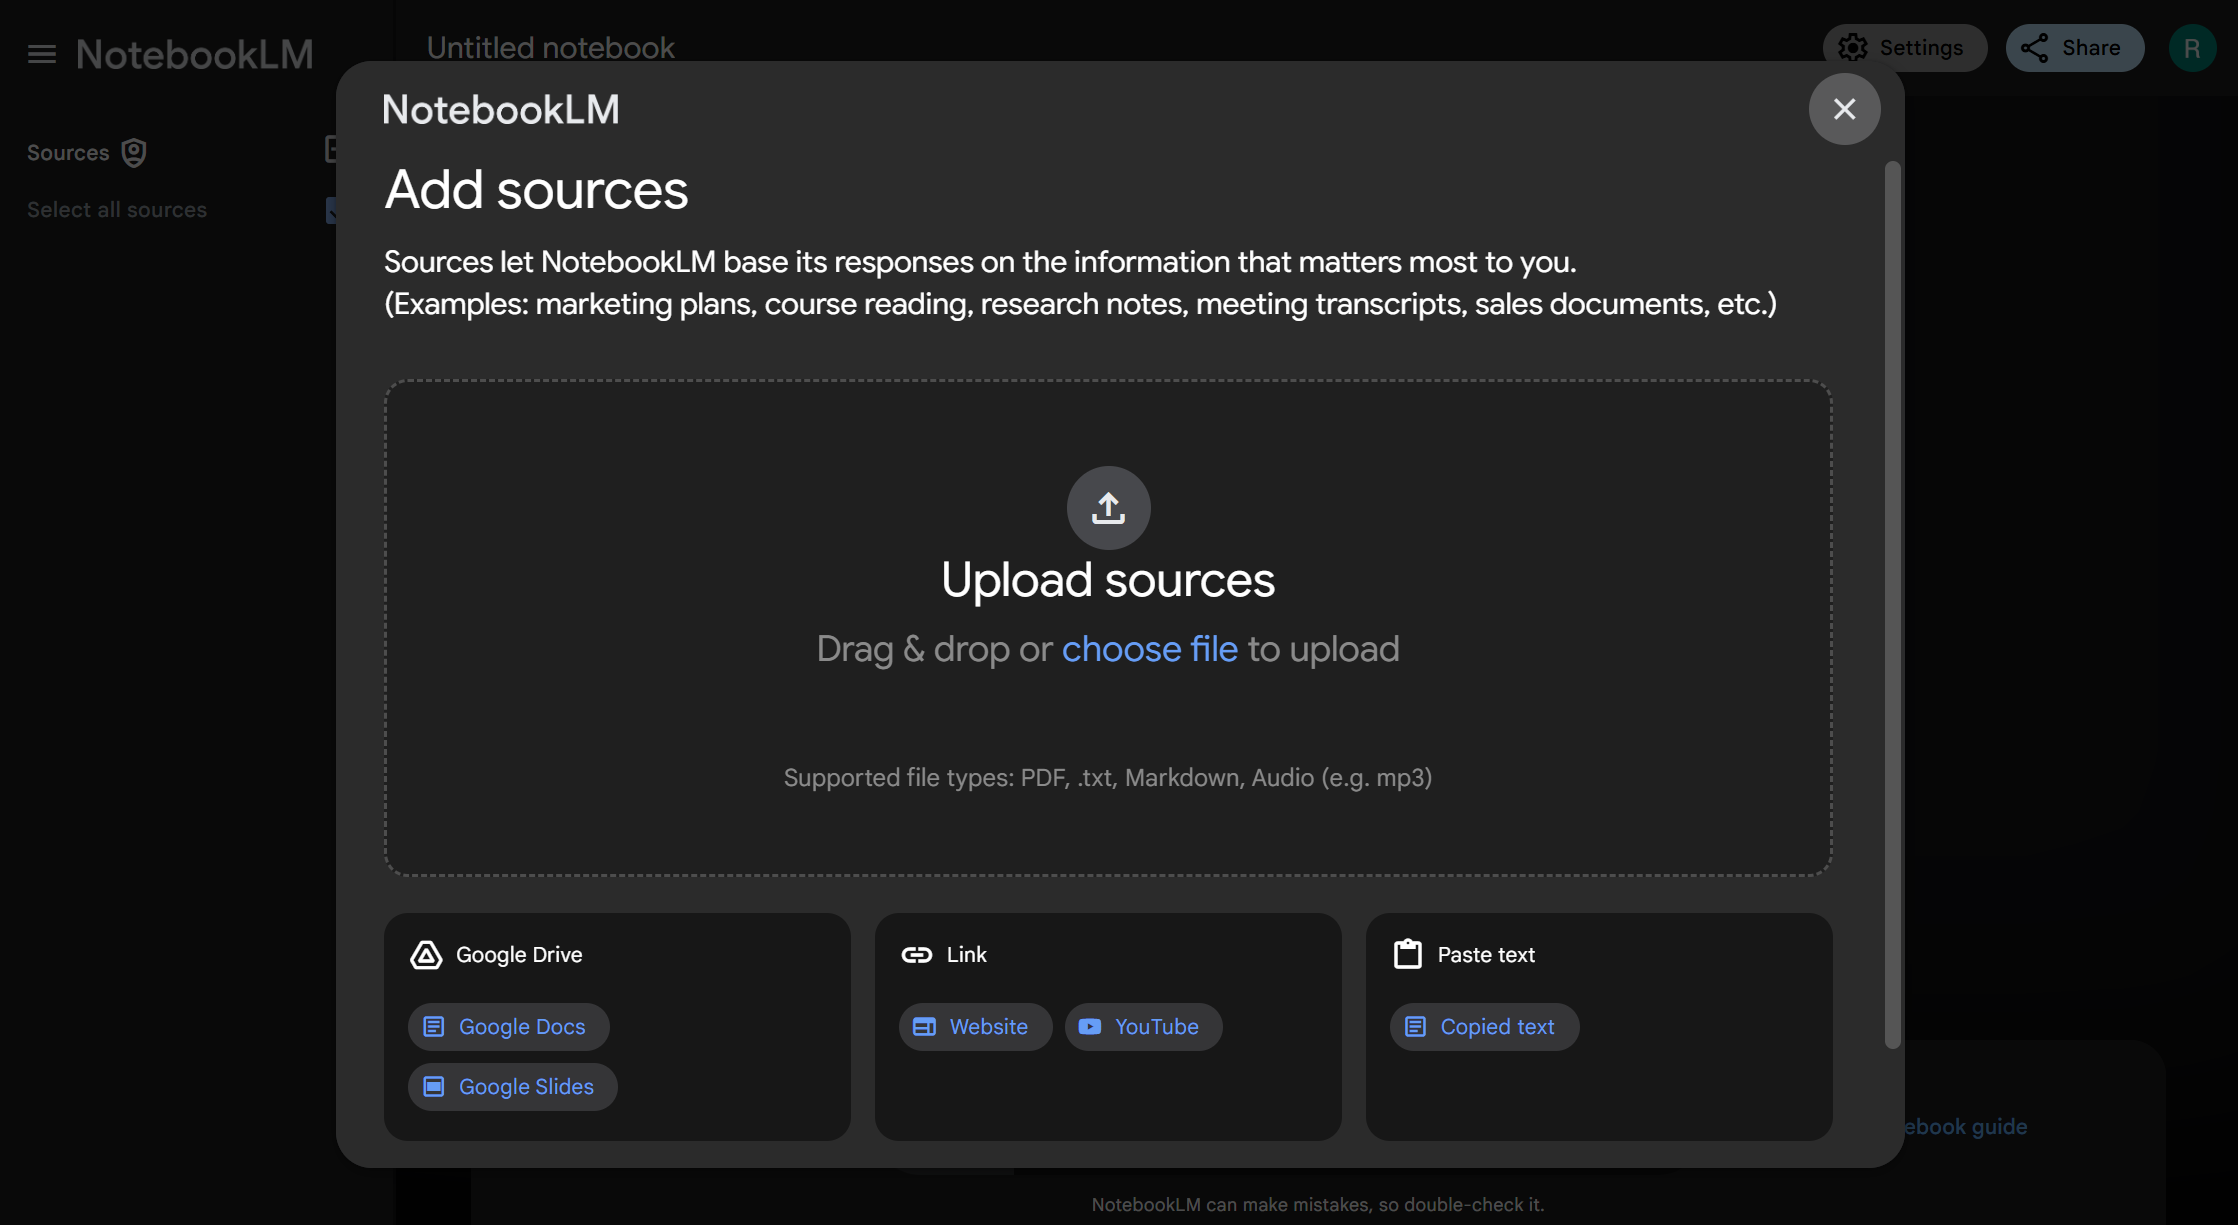 NotebookLM
Untitled notebook
Settings
Share
R
Sources
Select all sources
NotebookLM
Add sources
Sources let NotebookLM base its responses on the information that matters most to you.
(Examples: marketing plans, course reading, research notes, meeting transcripts, sales documents, etc.)
Upload sources
Drag & drop or choose file to upload
Supported file types: PDF, .txt, Markdown, Audio (e.g. mp3)
Google Drive
Google Docs
Google Slides
Link
Website
YouTube
Paste text
Copied text
ebook guide
NotebookLM can make mistakes, so double-check it.